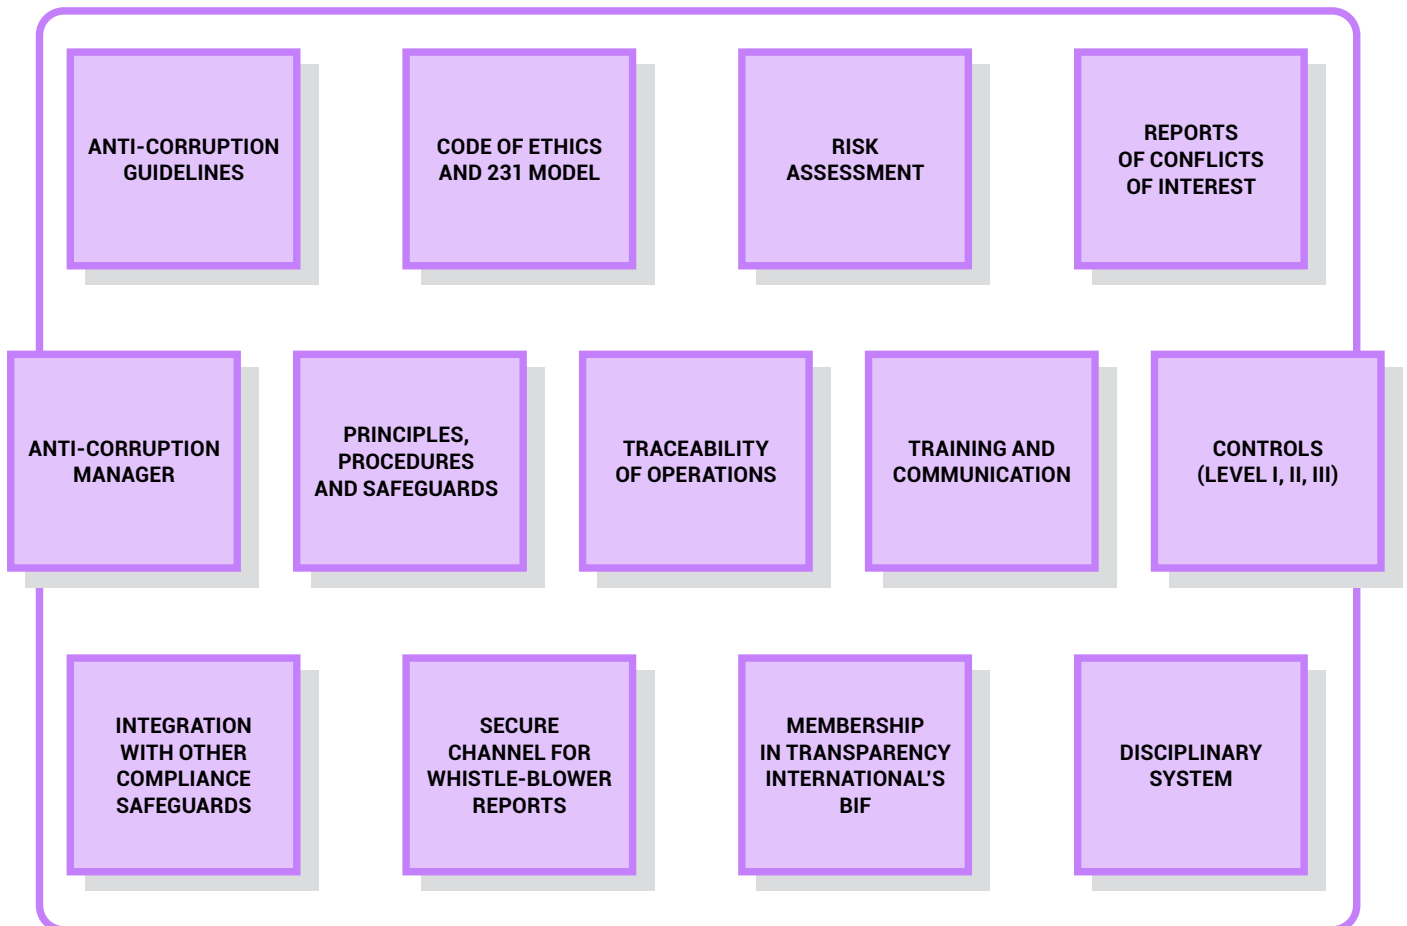 ANTI-CORRUPTION
GUIDELINES
CODE OF ETHICS
AND 231 MODEL
RISK
ASSESSMENT
REPORTS
OF CONFLICTS
OF INTEREST
ANTI-CORRUPTION
MANAGER
PRINCIPLES,
PROCEDURES
AND SAFEGUARDS
TRACEABILITY
OF OPERATIONS
TRAINING AND
COMMUNICATION
CONTROLS
(LEVEL I, II, III)
INTEGRATION
WITH OTHER
COMPLIANCE
SAFEGUARDS
SECURE
CHANNEL FOR
WHISTLE-BLOWER
REPORTS
MEMBERSHIP
IN TRANSPARENCY
INTERNATIONAL'S
BIF
DISCIPLINARY
SYSTEM